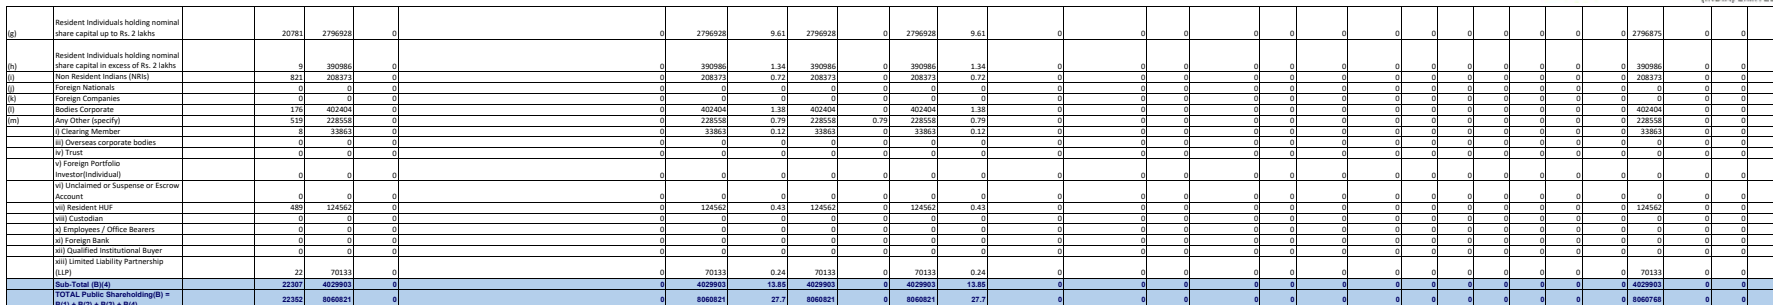 (g) Resident Individuals holding nominal
share capital up to Rs. 2 lakhs 20781 2796928 0 0 2796928 9.61 2796928 0 2796928 9.61 0 0 0 0 0 0 0 0 0 0 0 0 0 2796875 0 0
(h) Resident Individuals holding nominal
share capital in excess of Rs. 2 lakhs 9 390986 0 0 390986 1.34 390986 0 390986 1.34 0 0 0 0 0 0 0 0 0 0 0 0 0 390986 0 0
(i) Non Resident Indians (NRIs) 821 208373 0 0 208373 0.72 208373 0 208373 0.72 0 0 0 0 0 0 0 0 0 0 0 0 0 208373 0 0
(j) Foreign Nationals 0 0 0 0 0 0 0 0 0 0 0 0 0 0 0 0 0 0 0 0 0 0 0 0 0 0
(k) Foreign Companies 0 0 0 0 0 0 0 0 0 0 0 0 0 0 0 0 0 0 0 0 0 0 0 0 0 0
(l) Bodies Corporate 176 402404 0 0 402404 1.38 402404 0 402404 1.38 0 0 0 0 0 0 0 0 0 0 0 0 0 402404 0 0
(m) Any Other (specify) 519 228558 0 0 228558 0.79 228558 0.79 228558 0.79 0 0 0 0 0 0 0 0 0 0 0 0 0 228558 0 0
i) Clearing Member 8 33863 0 0 33863 0.12 33863 0 33863 0.12 0 0 0 0 0 0 0 0 0 0 0 0 0 33863 0 0
iii) Overseas corporate bodies 0 0 0 0 0 0 0 0 0 0 0 0 0 0 0 0 0 0 0 0 0 0 0 0 0 0
iv) Trust 0 0 0 0 0 0 0 0 0 0 0 0 0 0 0 0 0 0 0 0 0 0 0 0 0 0
v) Foreign Portfolio
Investor(Individual) 0 0 0 0 0 0 0 0 0 0 0 0 0 0 0 0 0 0 0 0 0 0 0 0 0 0
vi) Unclaimed or Suspense or Escrow
Account 0 0 0 0 0 0 0 0 0 0 0 0 0 0 0 0 0 0 0 0 0 0 0 0 0 0
vii) Resident HUF 489 124562 0 0 124562 0.43 124562 0 124562 0.43 0 0 0 0 0 0 0 0 0 0 0 0 0 124562 0 0
viii) Custodian 0 0 0 0 0 0 0 0 0 0 0 0 0 0 0 0 0 0 0 0 0 0 0 0 0 0
x) Employees / Office Bearers 0 0 0 0 0 0 0 0 0 0 0 0 0 0 0 0 0 0 0 0 0 0 0 0 0 0
xi) Foreign Bank 0 0 0 0 0 0 0 0 0 0 0 0 0 0 0 0 0 0 0 0 0 0 0 0 0 0
xii) Qualified Institutional Buyer 0 0 0 0 0 0 0 0 0 0 0 0 0 0 0 0 0 0 0 0 0 0 0 0 0 0
xiii) Limited Liability Partnership
(LLP) 22 70133 0 0 70133 0.24 70133 0 70133 0.24 0 0 0 0 0 0 0 0 0 0 0 0 0 70133 0 0
Sub-Total (B)(4) 22307 4029903 0 0 4029903 13.85 4029903 0 4029903 13.85 0 0 0 0 0 0 0 0 0 0 0 0 0 4029903 0 0
TOTAL Public Shareholding(B) =
B(1) + B(2) + B(3) + B(4) 22352 8060821 0 0 8060821 27.7 8060821 0 8060821 27.7 0 0 0 0 0 0 0 0 0 0 0 0 0 8060768 0 0